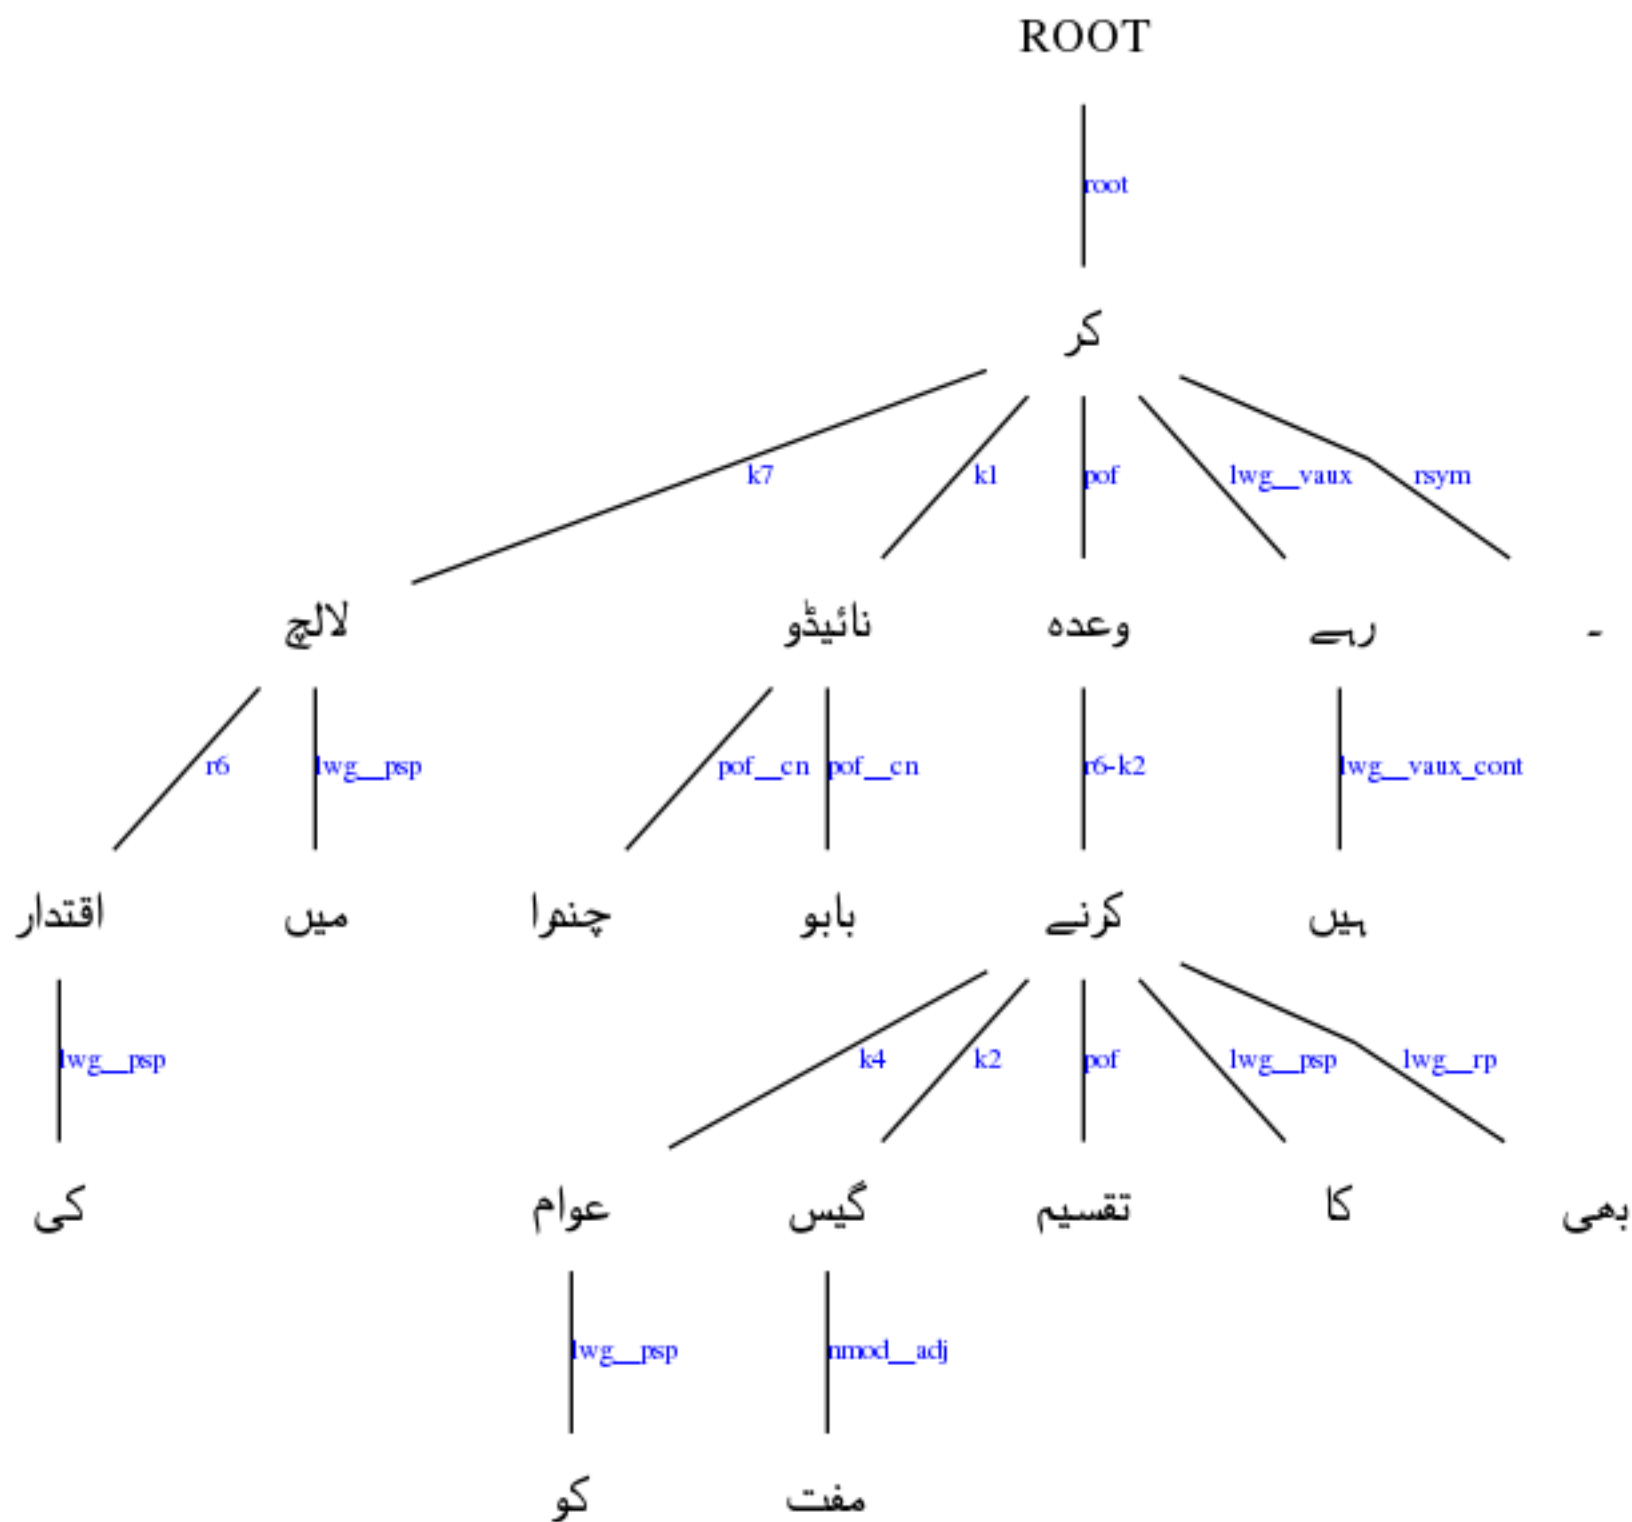 ROOT
root
کر
k7 k1 pof lwg__vaux rsym
لالچ نائیڈو وعدہ رہے ۔
r6 lwg__psp pof__cn pof__cn r6-k2 lwg__vaux_cont
اقتدار میں بابو کرنے ہیں
lwg__psp k4 k2 pof lwg__psp lwg__rp
کی عوام گیس تقسیم کا بھی
lwg__psp nmod__adj
کو مفت